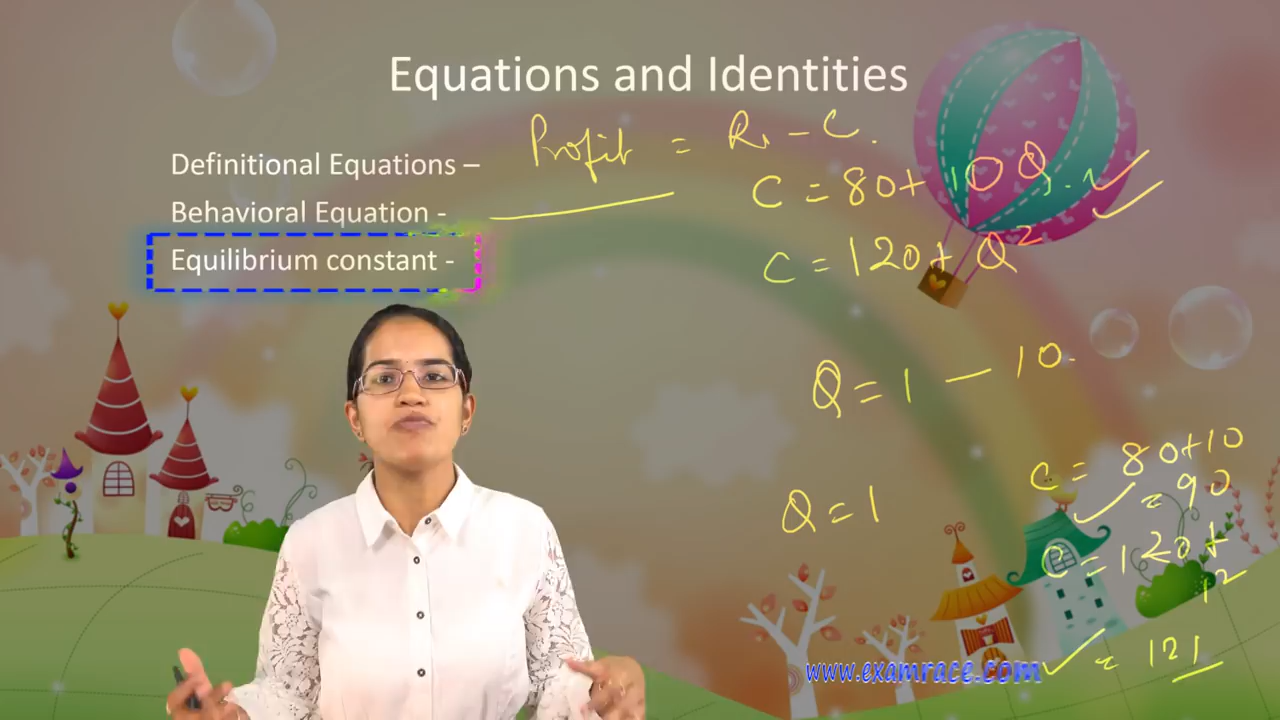 Equations and Identities
Definitional Equations –
Profit = R - C.
C = 80 + 10Q.
Behavioral Equation -
Equilibrium constant -
C = 120 + Q²
Q = 1 — 10.
C = 80+10
= 90
Q = 1
C = 120 +
1²
= 121
www.examrace.com